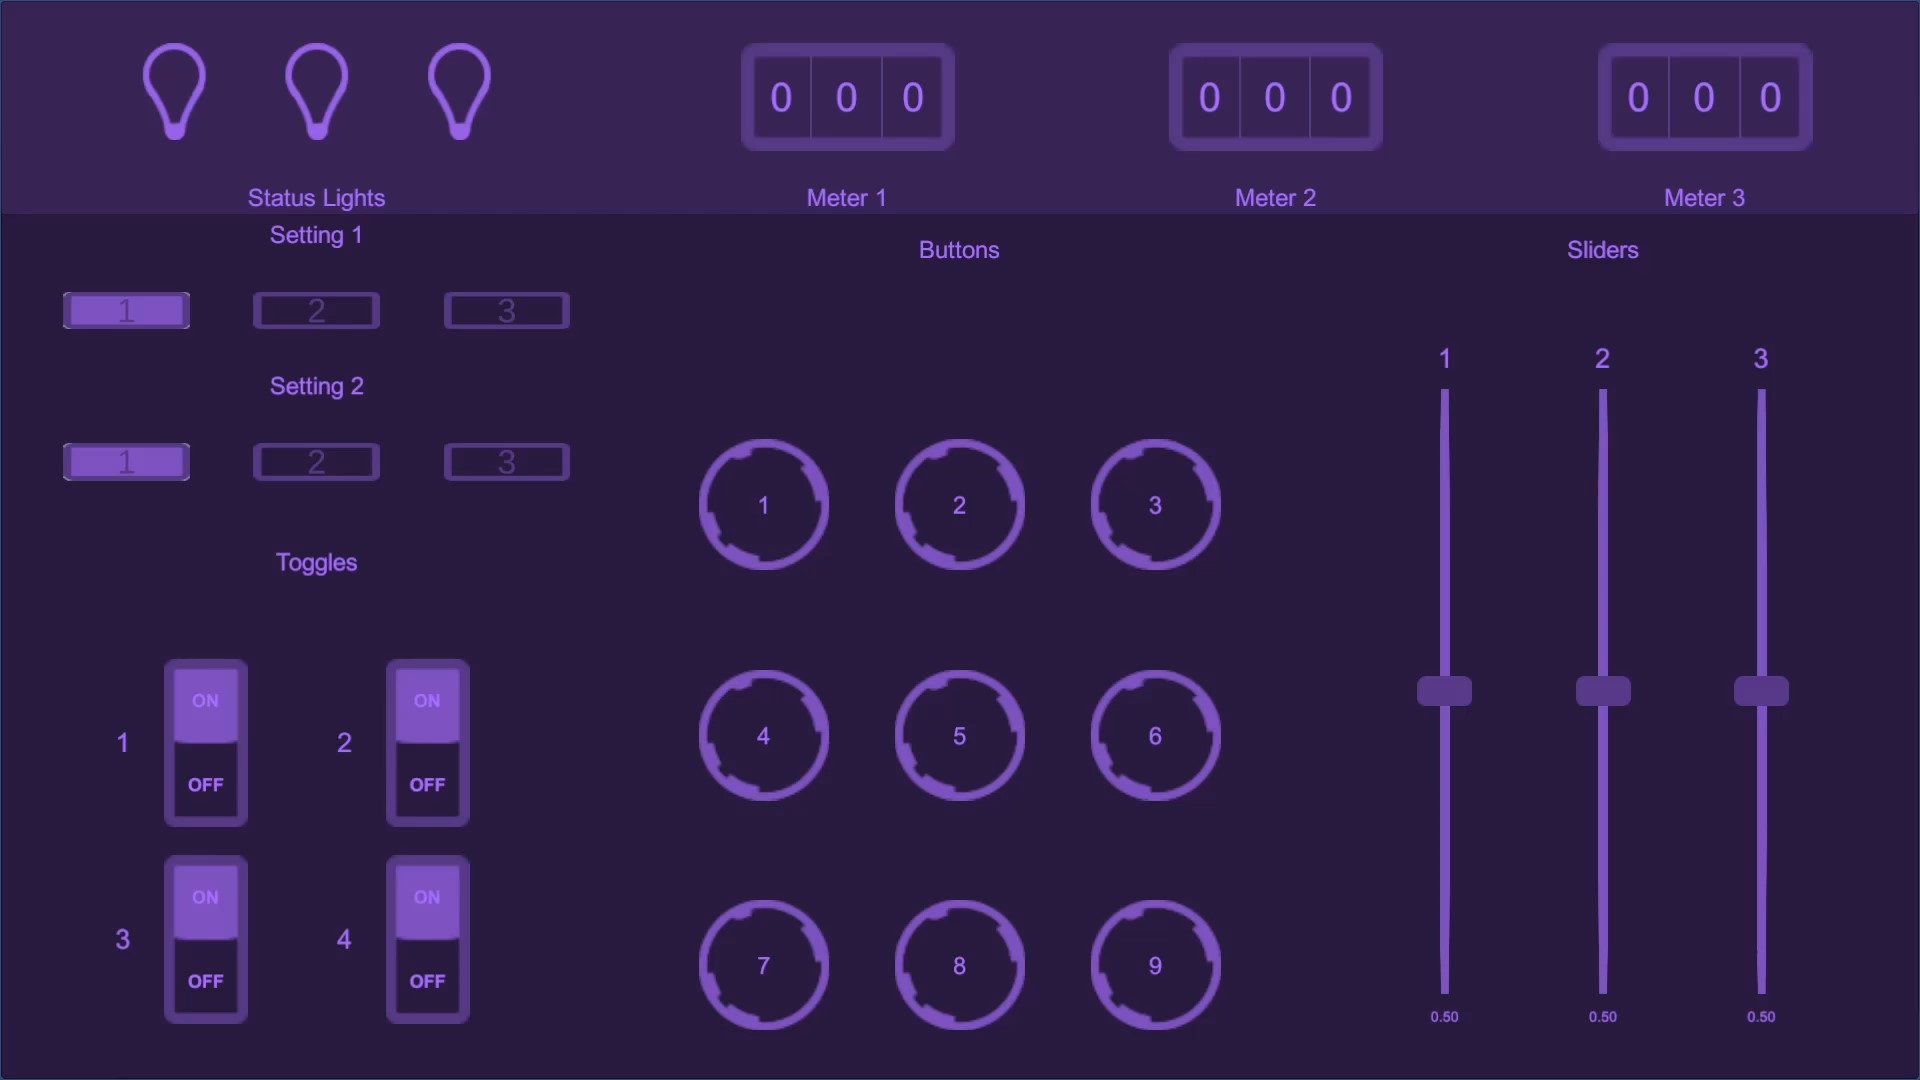 0 0 0
0 0 0
0 0 0
Status Lights
Meter 1
Meter 2
Meter 3
Setting 1
1
2
3
Setting 2
1
2
3
Toggles
1
ON
OFF
2
ON
OFF
3
ON
OFF
4
ON
OFF
Buttons
1
2
3
4
5
6
7
8
9
Sliders
1
2
3
0.50
0.50
0.50